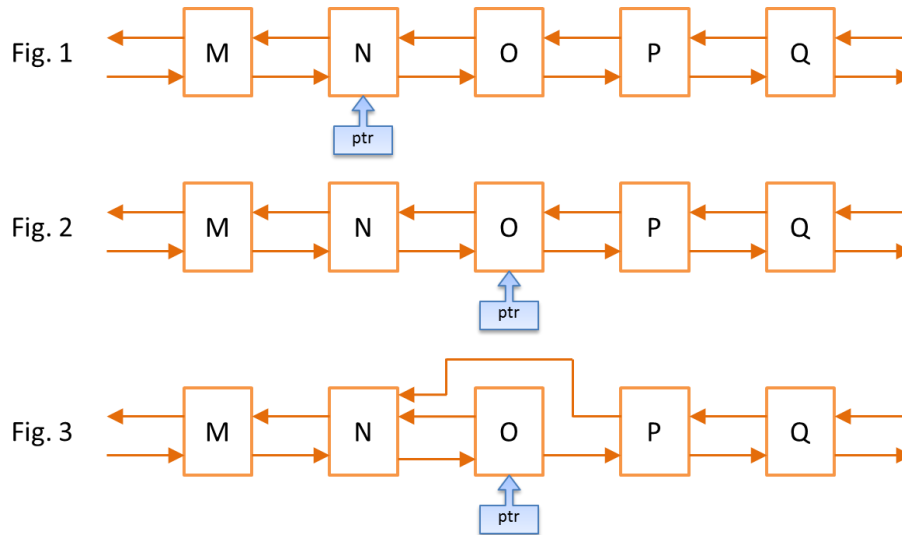 Fig. 1 M N O P Q
ptr
Fig. 2 M N O P Q
ptr
Fig. 3 M N O P Q
ptr